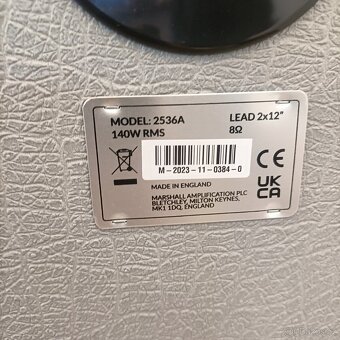 MODEL: 2536A
LEAD 2x12"
140W RMS
8Ω
M-2023-11-0384-0
CE
MADE IN ENGLAND
UK
CA
MARSHALL AMPLIFICATION PLC
BLETCHLEY, MILTON KEYNES,
MK1 1DQ, ENGLAND